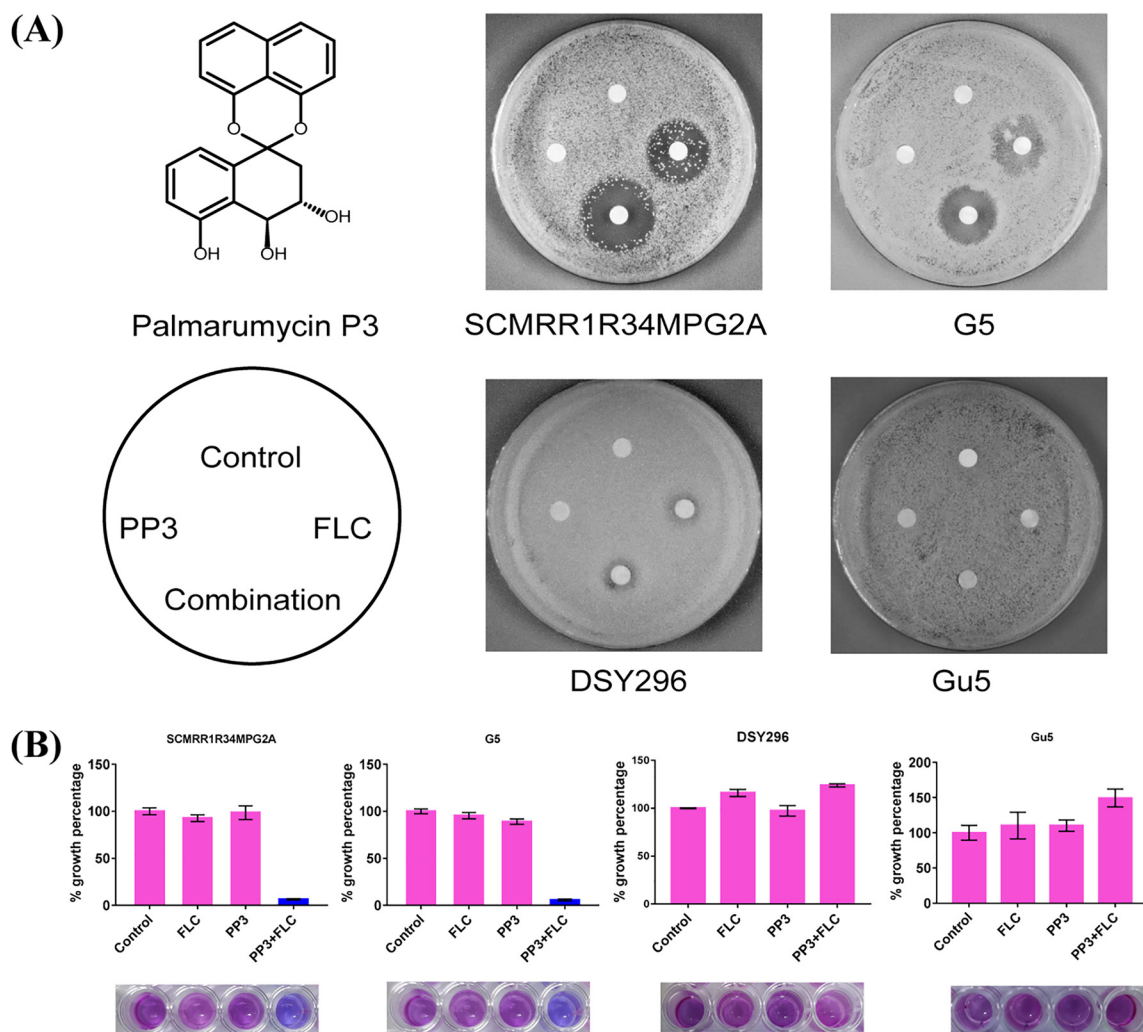 (A)
O
O
OH
OH
OH
Palmarumycin P3
SCMRR1R34MPG2A
G5
Control
PP3
FLC
Combination
DSY296
Gu5
(B)
SCMRR1R34MPG2A
% growth percentage
150
100
50
0
Control
FLC
PP3
PP3+FLC
G5
% growth percentage
150
100
50
0
Control
FLC
PP3
PP3+FLC
DSY296
% growth percentage
150
100
50
0
Control
FLC
PP3
PP3+FLC
Gu5
% growth percentage
200
150
100
50
0
Control
FLC
PP3
PP3+FLC